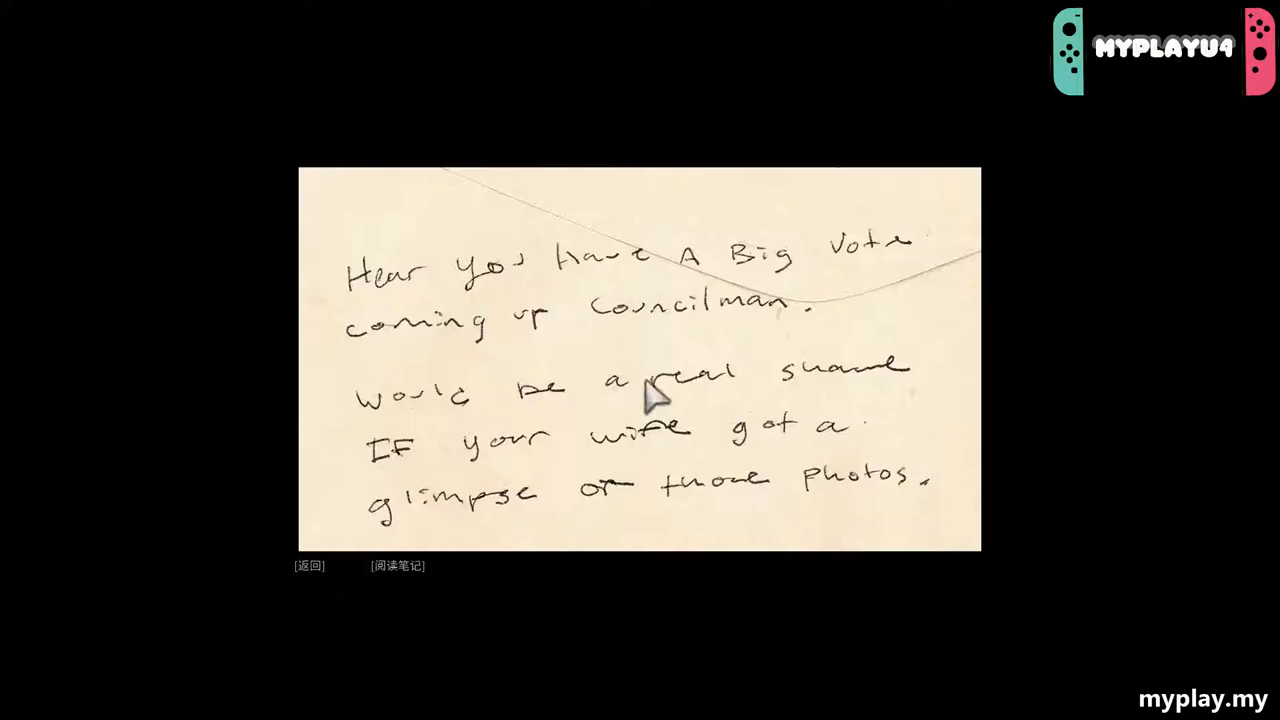 MYPLAYU4
Hear you have A Big Vote
coming up Councilman.
Would be a real shame
If your wife got a
glimpse of those photos.
[返回] [阅读笔记]
myplay.my